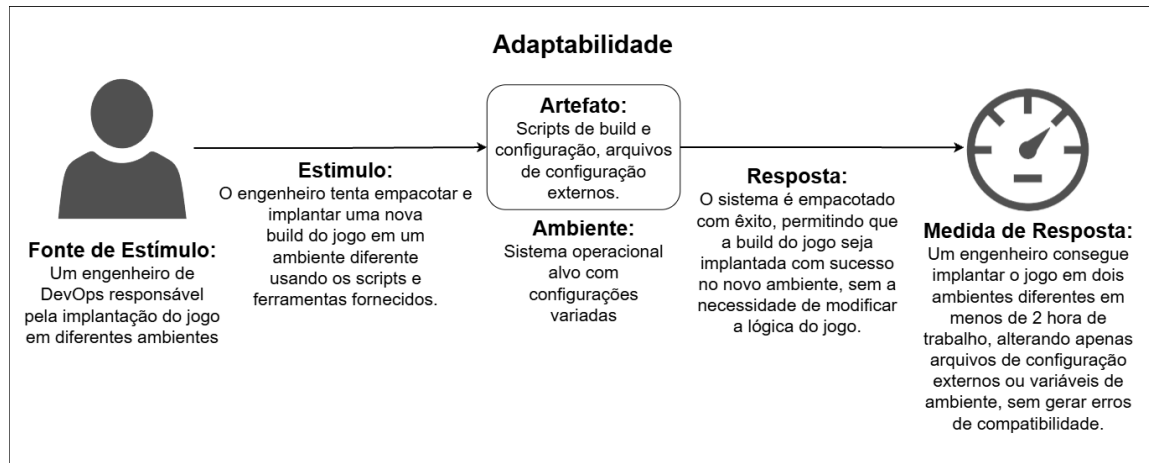 Adaptabilidade
Fonte de Estímulo:
Um engenheiro de
DevOps responsável
pela implantação do jogo
em diferentes ambientes
Estimulo:
O engenheiro tenta empacotar e
implantar uma nova
build do jogo em um
ambiente diferente
usando os scripts e
ferramentas fornecidos.
Artefato:
Scripts de build e
configuração, arquivos
de configuração
externos.
Ambiente:
Sistema operacional
alvo com
configurações
variadas
Resposta:
O sistema é empacotado
com êxito, permitindo que
a build do jogo seja
implantada com sucesso
no novo ambiente, sem a
necessidade de modificar
a lógica do jogo.
Medida de Resposta:
Um engenheiro consegue
implantar o jogo em dois
ambientes diferentes em
menos de 2 hora de
trabalho, alterando apenas
arquivos de configuração
externos ou variáveis de
ambiente, sem gerar erros
de compatibilidade.